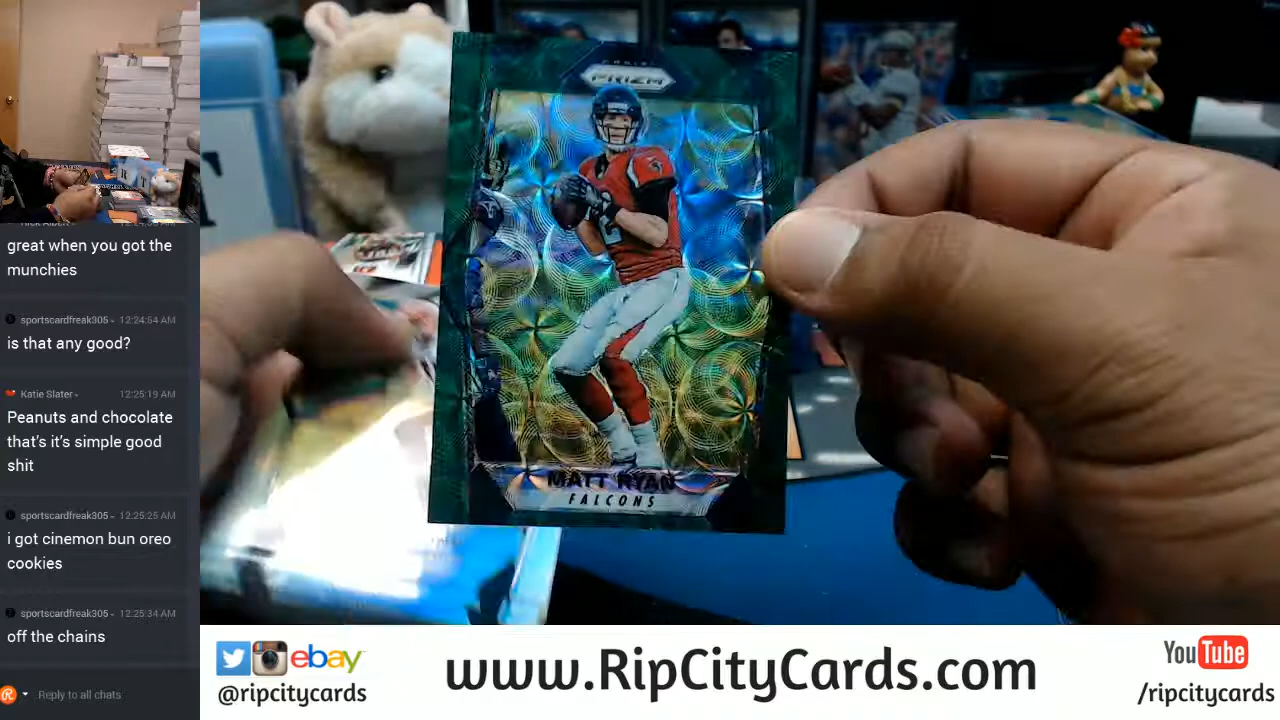 great when you got the
munchies
sportscardfreak305 12:24:54 AM
is that any good?
Katie Slater 12:25:19 AM
Peanuts and chocolate
that's it's simple good
shit
sportscardfreak305 12:25:25 AM
i got cinemon bun oreo
cookies
sportscardfreak305 12:25:34 AM
off the chains
Reply to all chats
PANINI
PRIZM
2
MATT RYAN
FALCONS
ebay
@ripcitycards
www.RipCityCards.com
YouTube
/ripcitycards